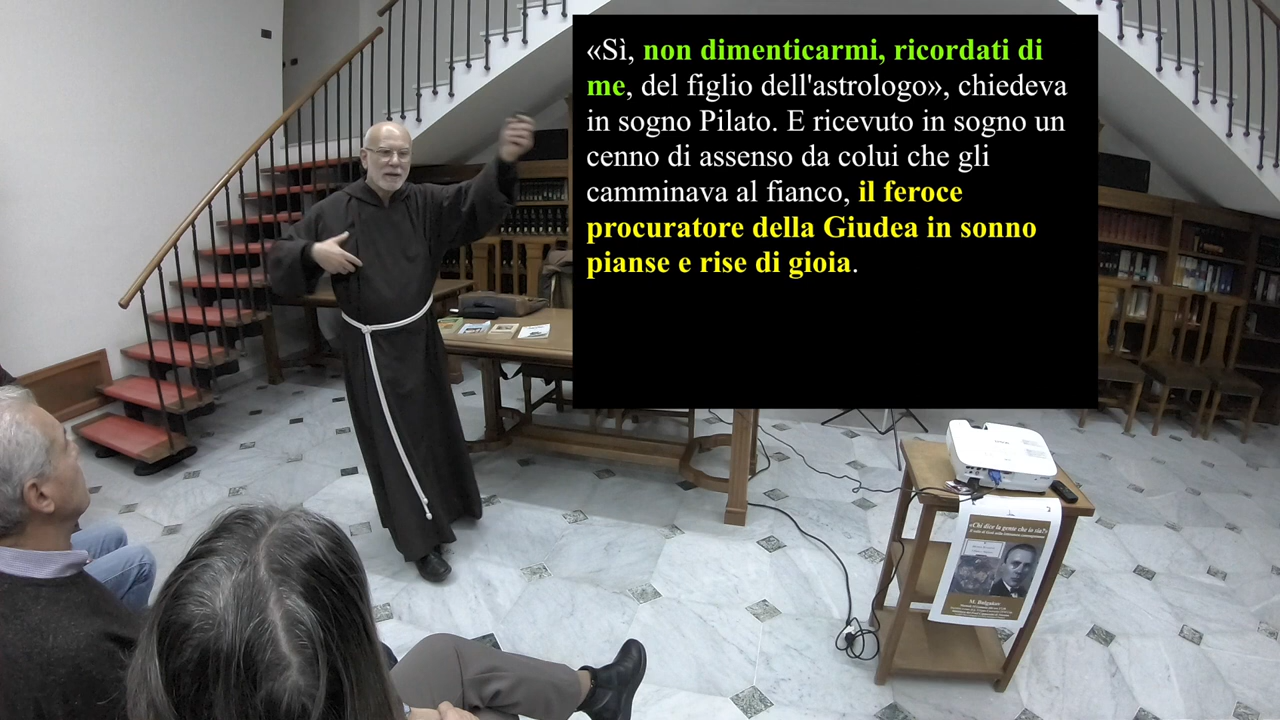 «Sì, non dimenticarmi, ricordati di
me, del figlio dell'astrologo», chiedeva
in sogno Pilato. E ricevuto in sogno un
cenno di assenso da colui che gli
camminava al fianco, il feroce
procuratore della Giudea in sonno
pianse e rise di gioia.
«Chi dice la gente che io sia?»
M. Bulgakov